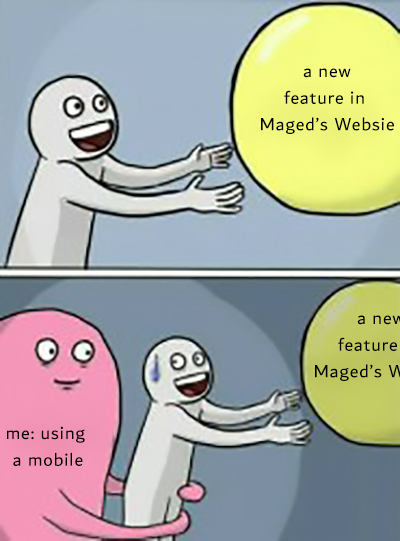 a new
feature in
Maged's Websie
a new
feature
Maged's W
me: using
a mobile